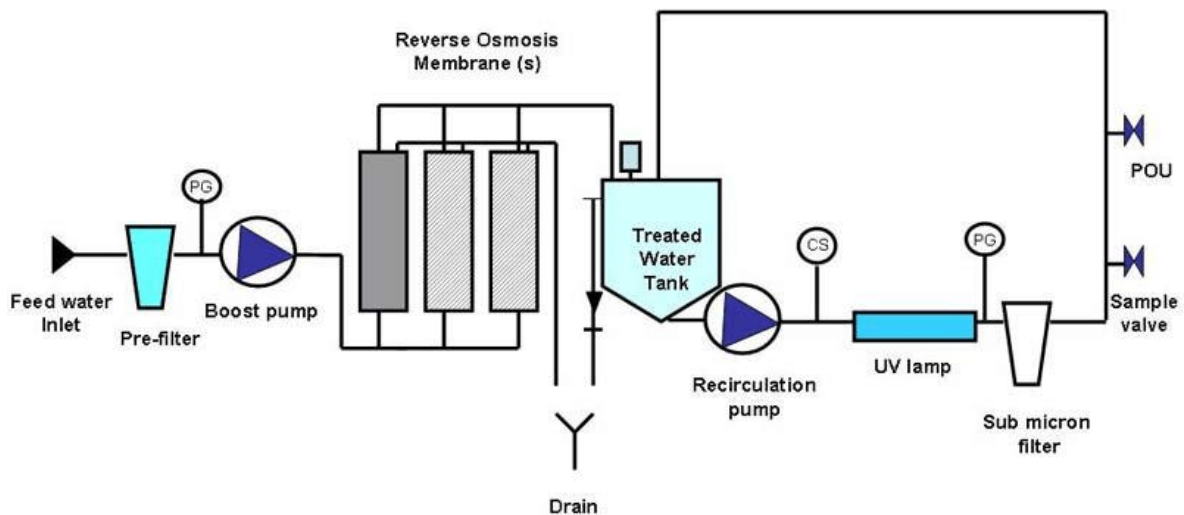 Reverse Osmosis
Membrane (s)
PG
Feed water
Inlet
Pre-filter
Boost pump
Treated
Water
Tank
CS
PG
POU
Sample
valve
Recirculation
pump
UV lamp
Sub micron
filter
Drain